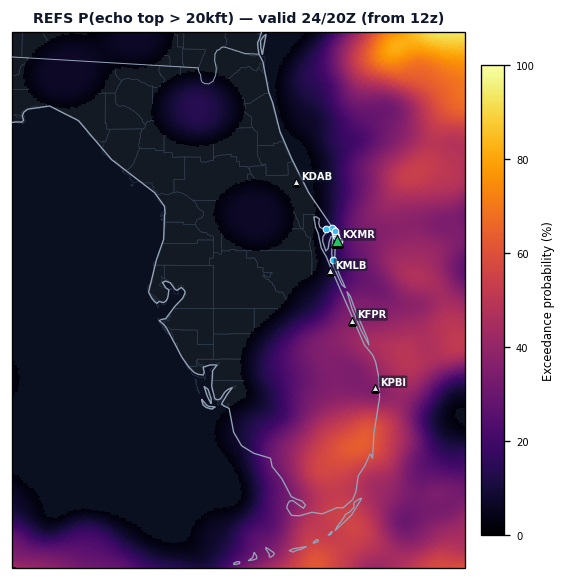 REFS P(echo top > 20kft) — valid 24/20Z (from 12z)
KDAB
KXMR
KMLB
KFPR
KPBI
100
80
60
40
20
0
Exceedance probability (%)